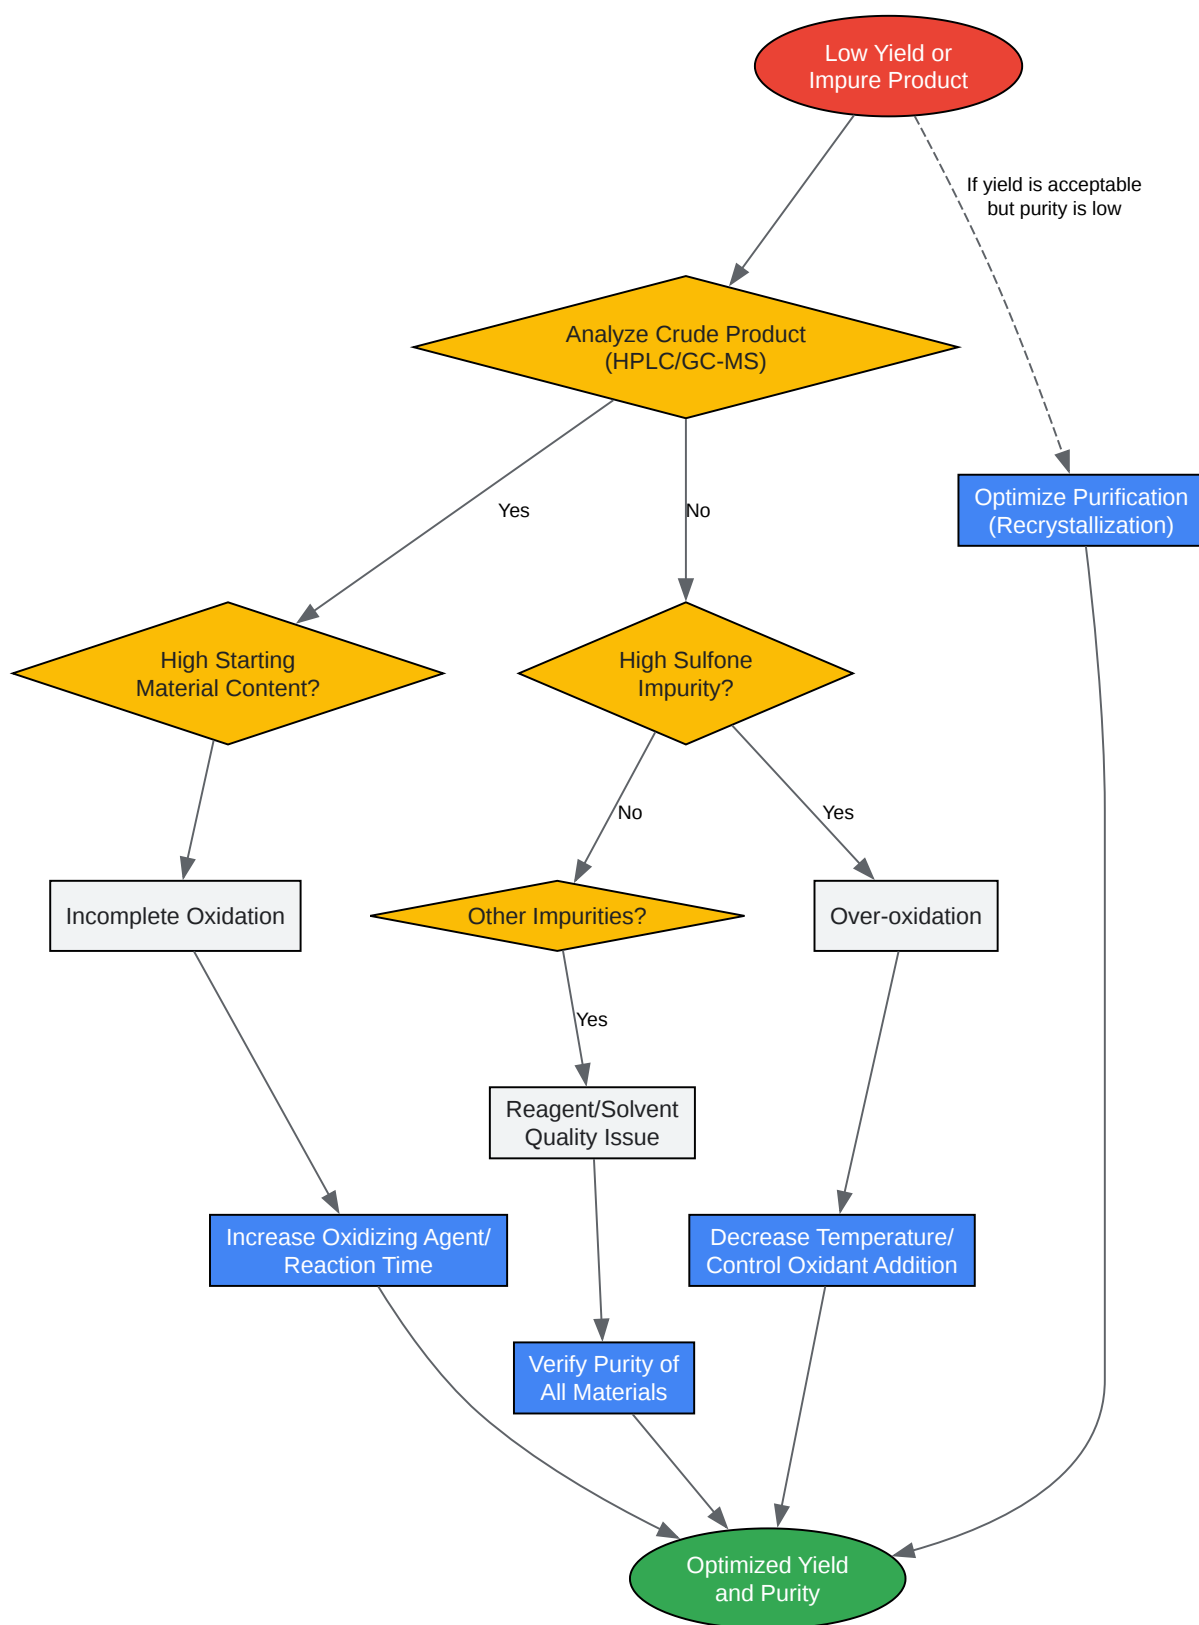 Low Yield or
Impure Product
If yield is acceptable
but purity is low
Analyze Crude Product
(HPLC/GC-MS)
Yes
No
Optimize Purification
(Recrystallization)
High Starting
Material Content?
High Sulfone
Impurity?
No
Yes
Incomplete Oxidation
Other Impurities?
Over-oxidation
Yes
Reagent/Solvent
Quality Issue
Increase Oxidizing Agent/
Reaction Time
Decrease Temperature/
Control Oxidant Addition
Verify Purity of
All Materials
Optimized Yield
and Purity